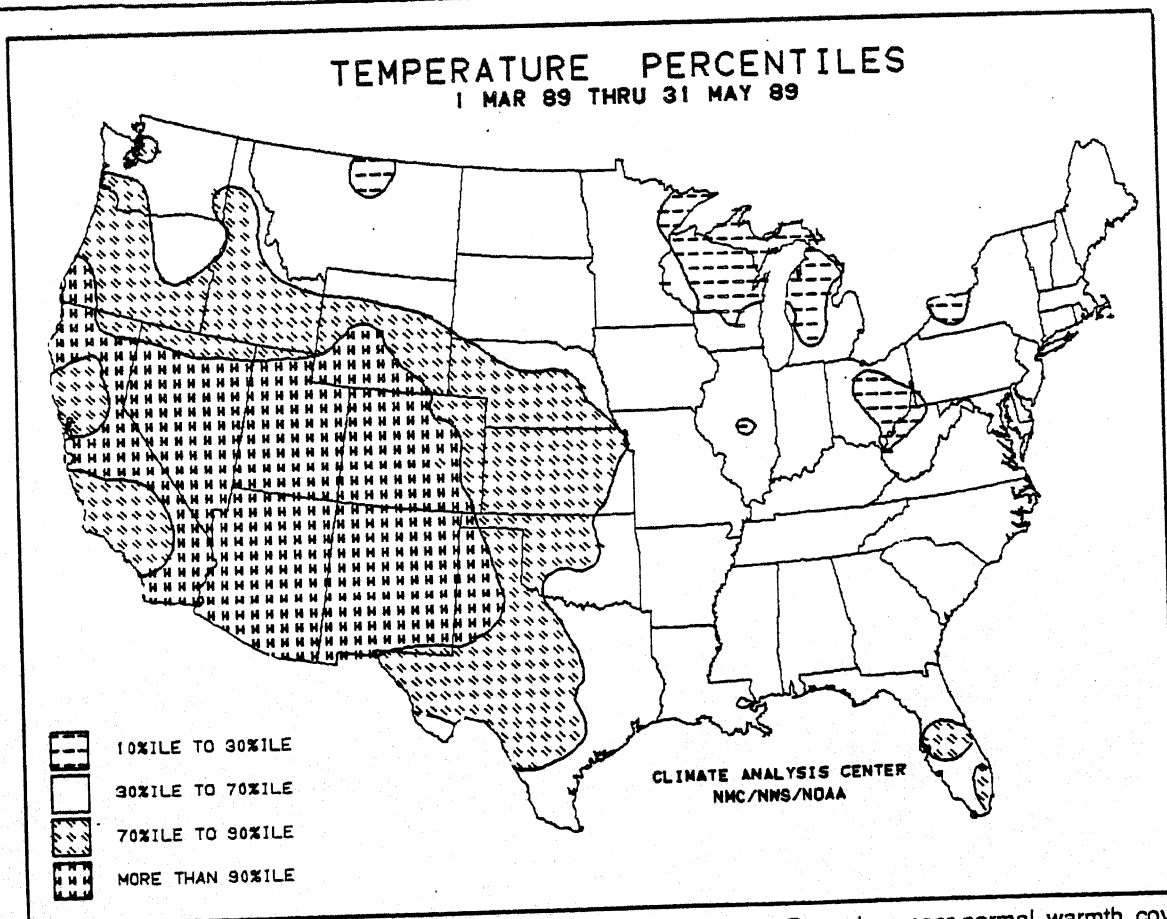 TEMPERATURE PERCENTILES
1 MAR 89 THRU 31 MAY 89
10%ILE TO 30%ILE
30%ILE TO 70%ILE
70%ILE TO 90%ILE
MORE THAN 90%ILE
CLIMATE ANALYSIS CENTER
NMC/NWS/NOAA